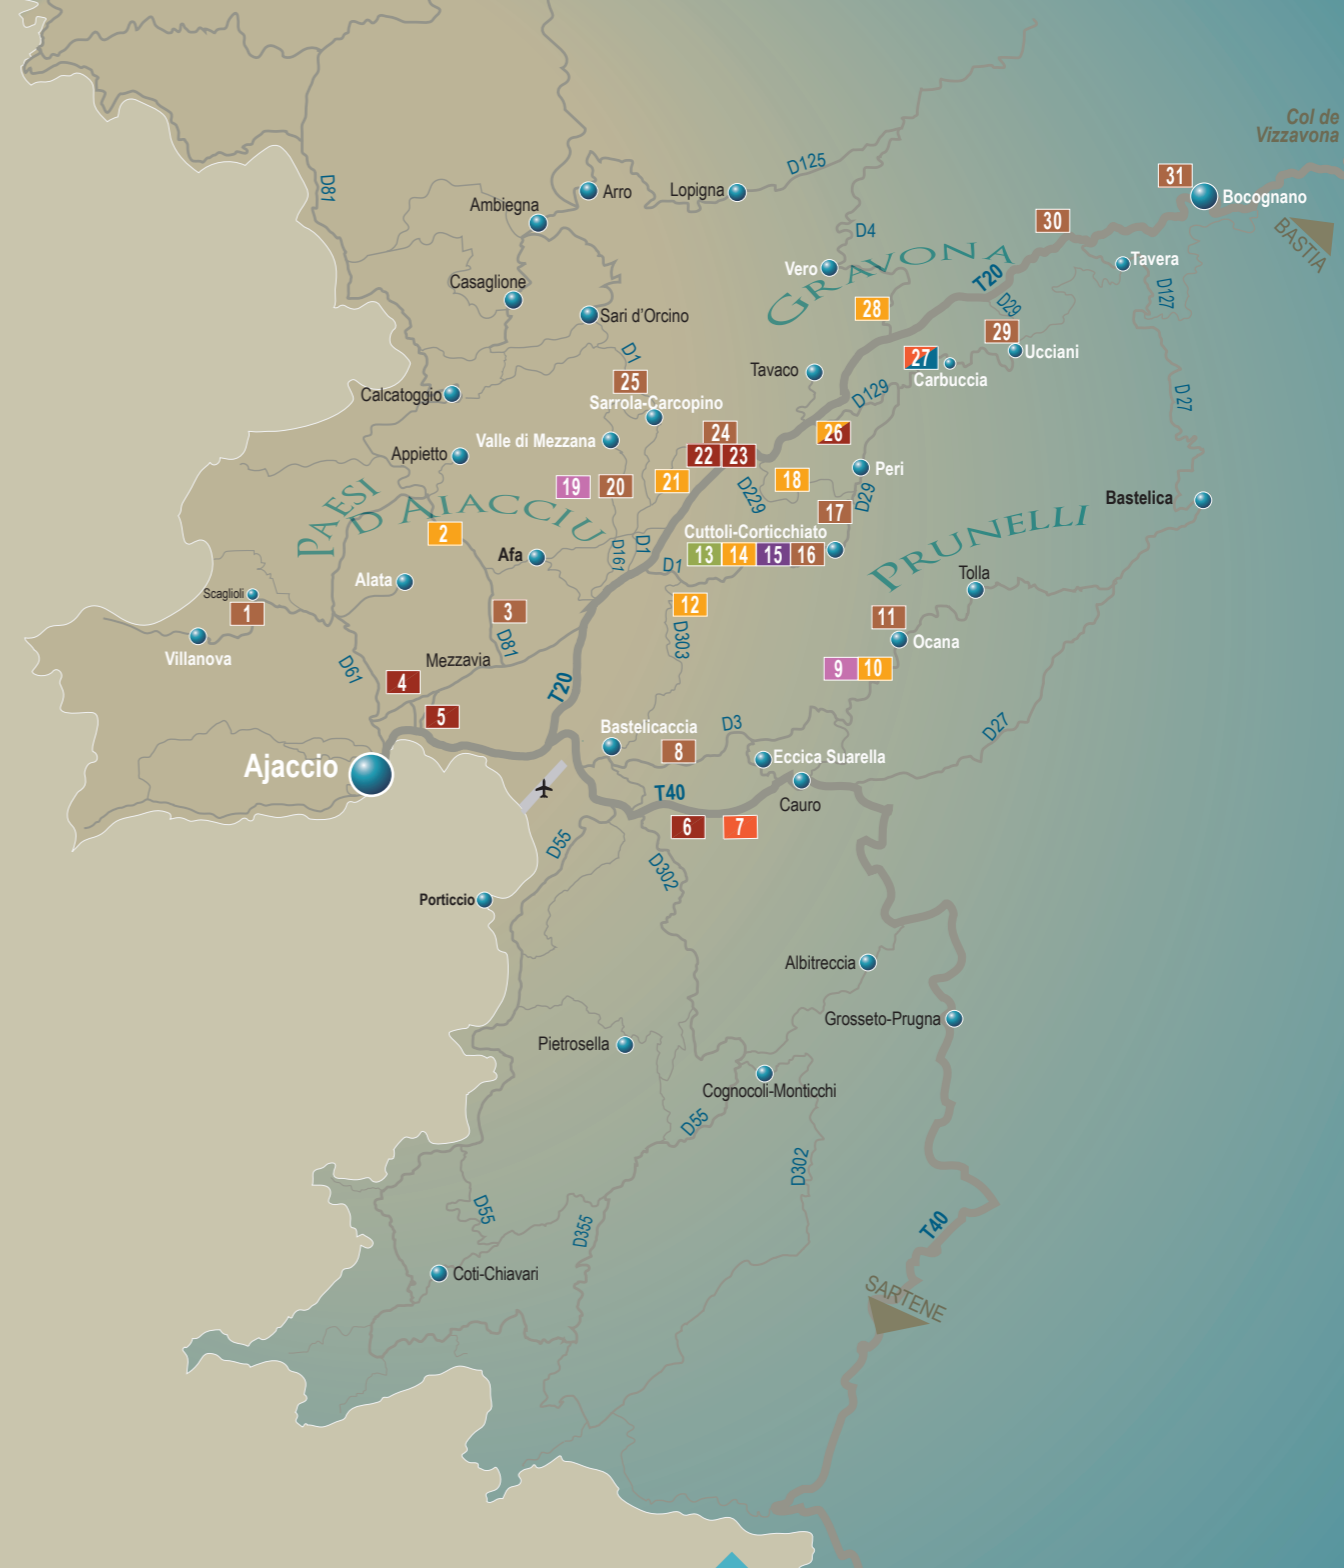 Col de
Vizzavona
D125
31
D81
Arro
Lopigna
Bocognano
Ambiegna
30
D4
BASTIA
GRAVONA
Vero
Tavera
T20
Casaglione
D127
28
D29
Sari d'Orcino
29
D1
27
Ucciani
Tavaco
Carbuccia
25
D129
D 27
Calcatoggio
Sarrola-Carcopino
24
26
Valle di Mezzana
22
23
Appietto
Peri
19
20
21
18
D229
D29
Bastelica
PAESI
D'AIACCIU
17
2
Cuttoli-Corticchiato
PRUNELLI
Afa
D161
D1
D1
13
14
15
16
Alata
Tolla
Scaglioli
1
3
12
11
Villanova
D81
D303
Ocana
D61
Mezzavia
9
10
4
T20
5
Bastelicaccia
D3
D27
8
Eccica Suarella
Ajaccio
T40
Cauro
6
7
D55
D302
Porticcio
Albitreccia
Grosseto-Prugna
Pietrosella
Cognocoli-Monticchi
D55
D302
D55
D355
T40
Coti-Chiavari
SARTENE